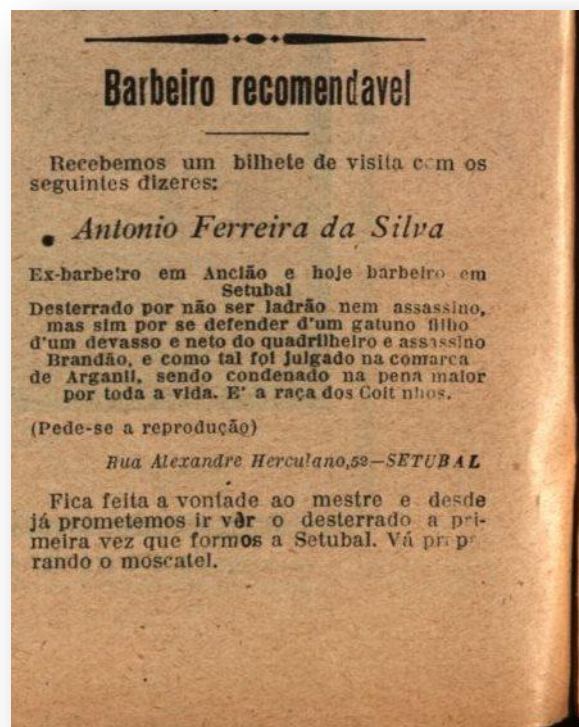 Barbeiro recomendavel
Recebemos um bilhete de visita com os
seguintes dizeres:
Antonio Ferreira da Silva
Ex-barbeiro em Ancião e hoje barbeiro em
Setubal
Desterrado por não ser ladrão nem assassino,
mas sim por se defender d'um gatuno filho
d'um devasso e neto do quadrilheiro e assassino
Brandão, e como tal foi julgado na comarca
de Arganil, sendo condenado na pena maior
por toda a vida. E' a raça dos Coitinhos.
(Pede-se a reprodução)
Rua Alexandre Herculano, 52—SETUBAL
Fica feita a vontade ao mestre e desde
já prometemos ir vêr o desterrado a pri-
meira vez que formos a Setubal. Vá prepa-
rando o moscatel.